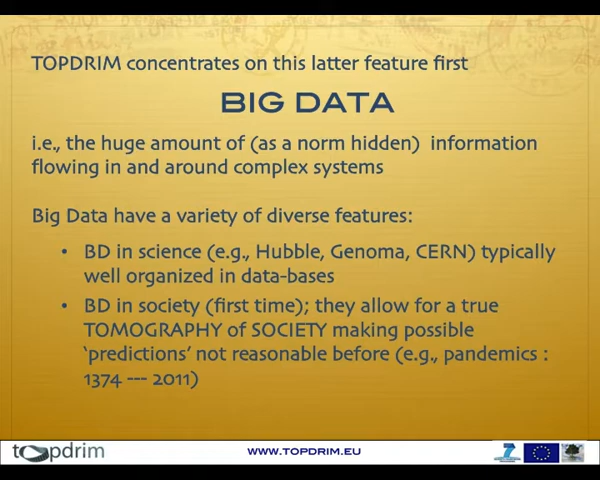 TOPDRIM concentrates on this latter feature first
BIG DATA
i.e., the huge amount of (as a norm hidden) information
flowing in and around complex systems
Big Data have a variety of diverse features:
• BD in science (e.g., Hubble, Genoma, CERN) typically
well organized in data-bases
• BD in society (first time); they allow for a true
TOMOGRAPHY of SOCIETY making possible
‘predictions’ not reasonable before (e.g., pandemics :
1374 --- 2011)
topdrim
WWW.TOPDRIM.EU